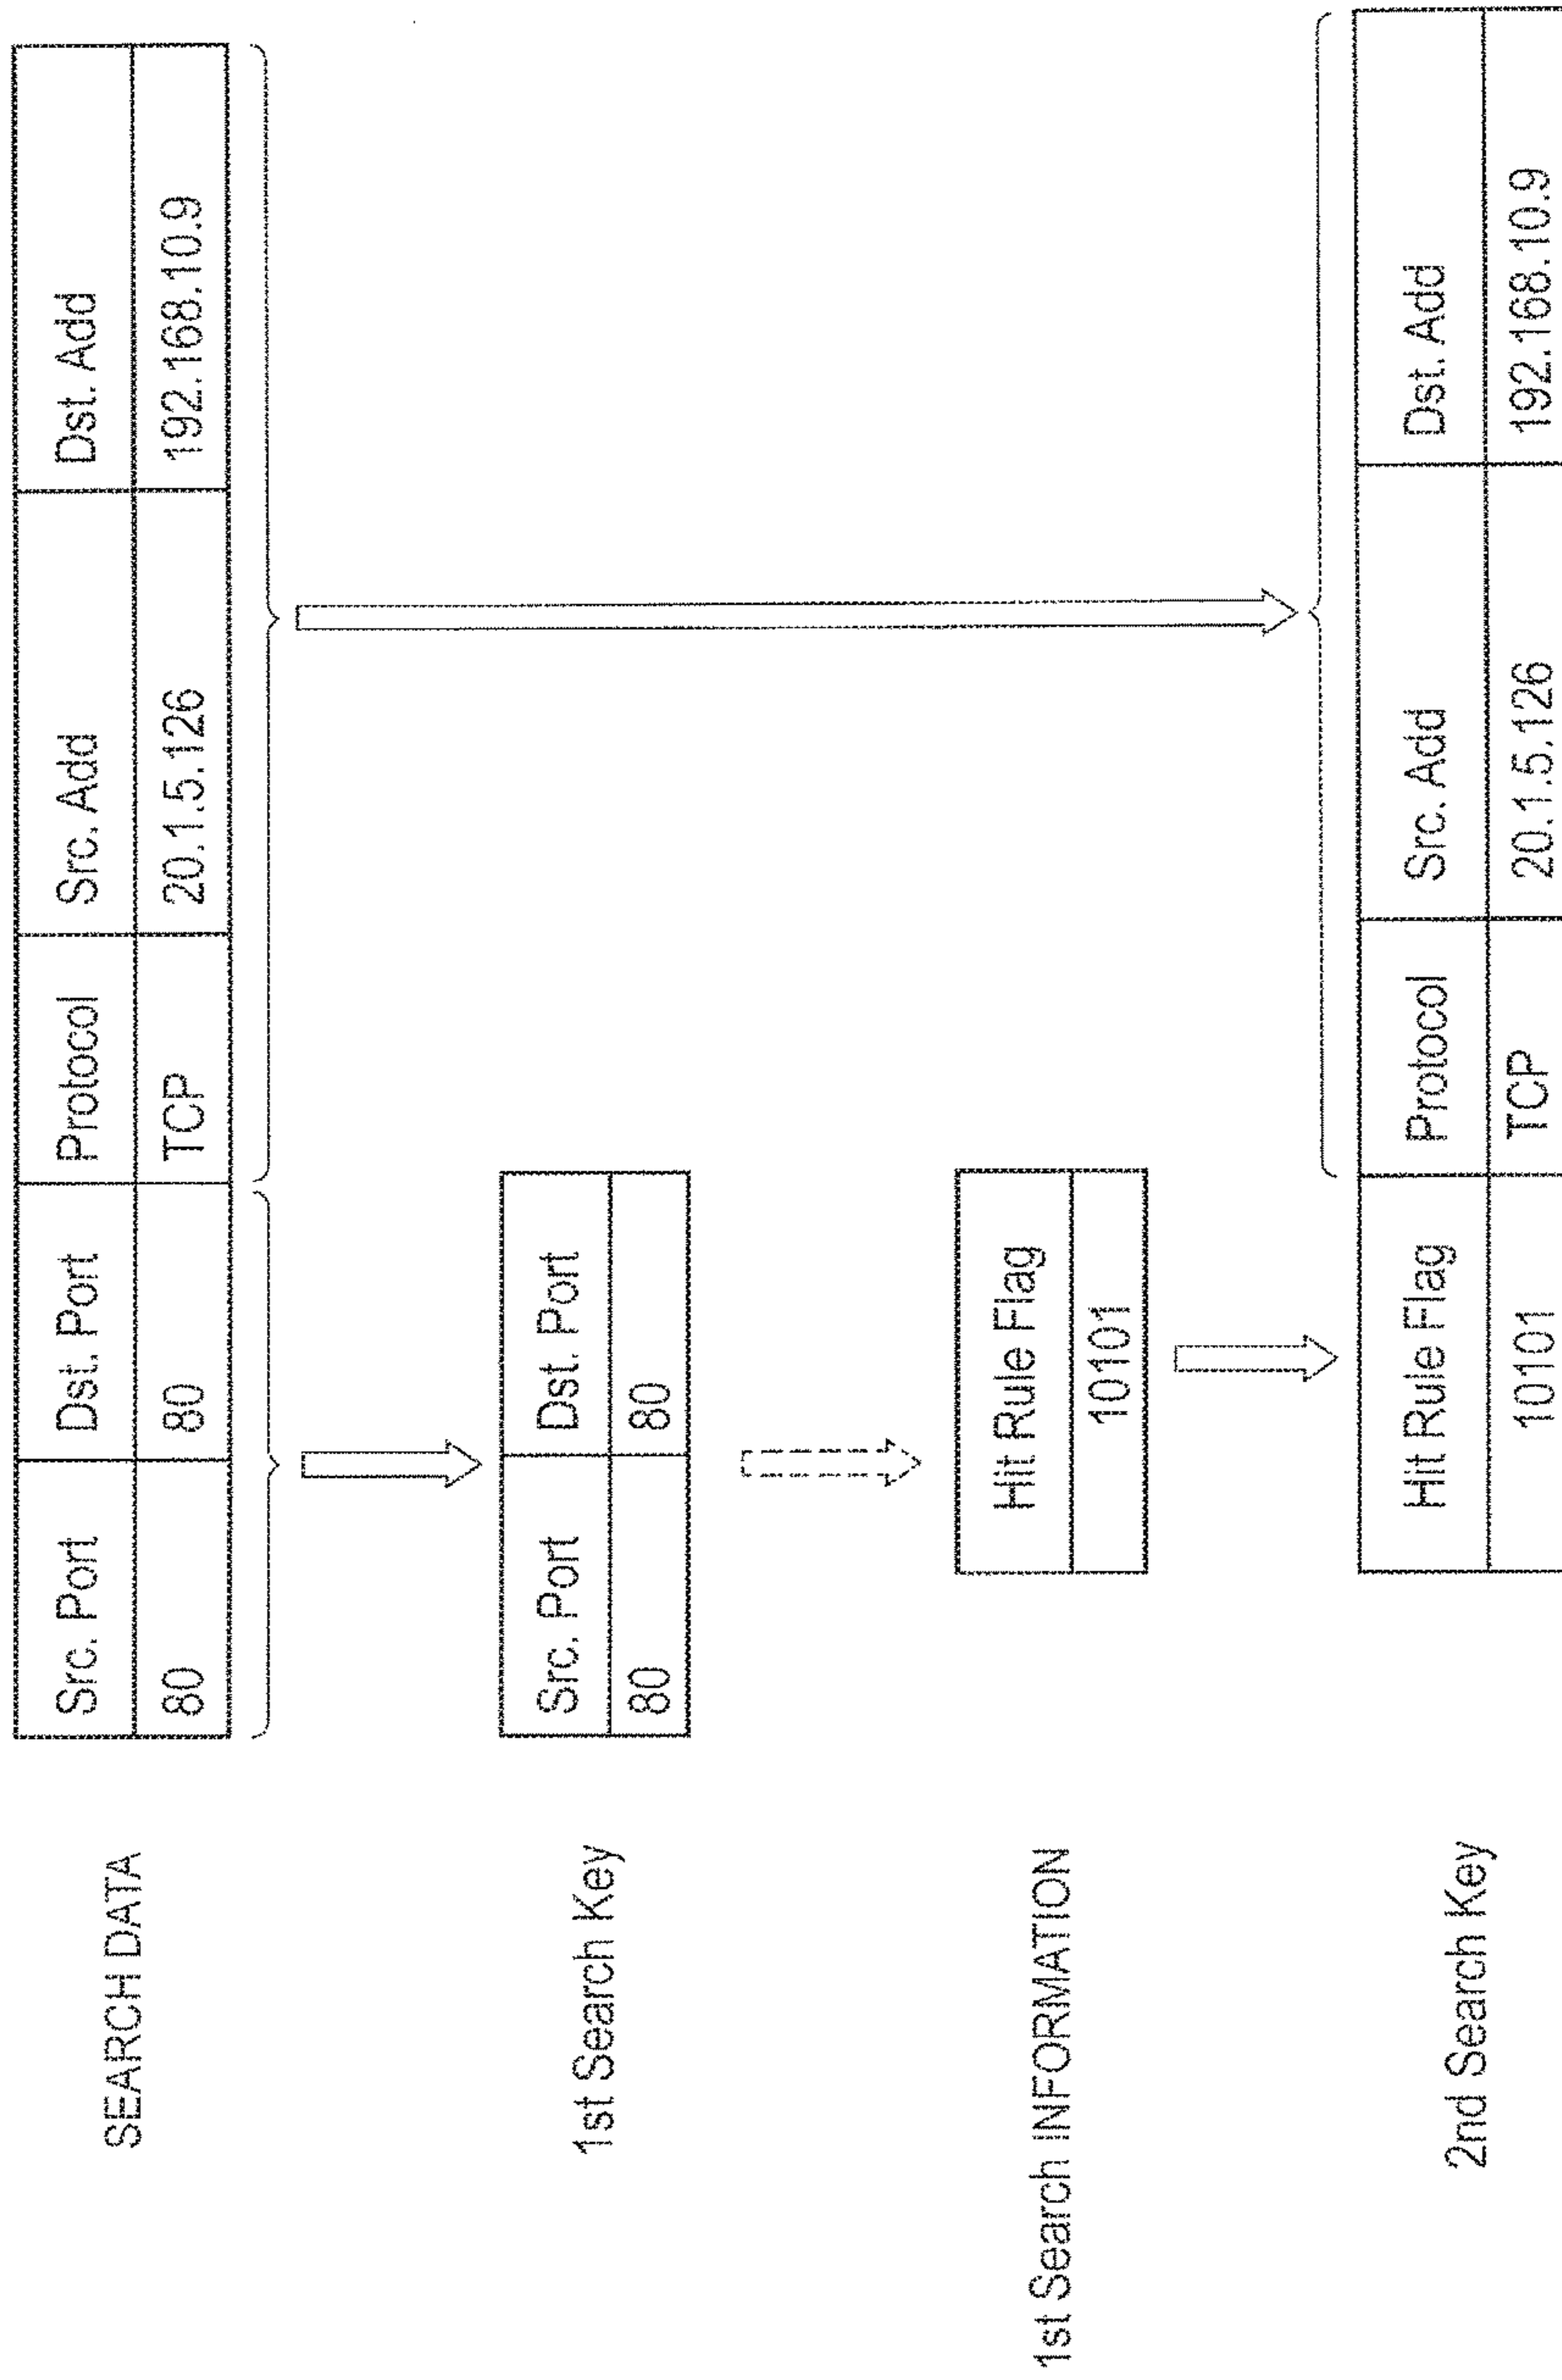 SEARCH DATA
Src. Port Dst. Port Protocol Src. Add Dst. Add
80 80 TCP 20.1.5.126 192.168.10.9
1st Search Key
Src. Port Dst. Port
80 80
1st Search INFORMATION
Hit Rule Flag
10101
2nd Search Key
Hit Rule Flag Protocol Src. Add Dst. Add
10101 TCP 20.1.5.126 192.168.10.9